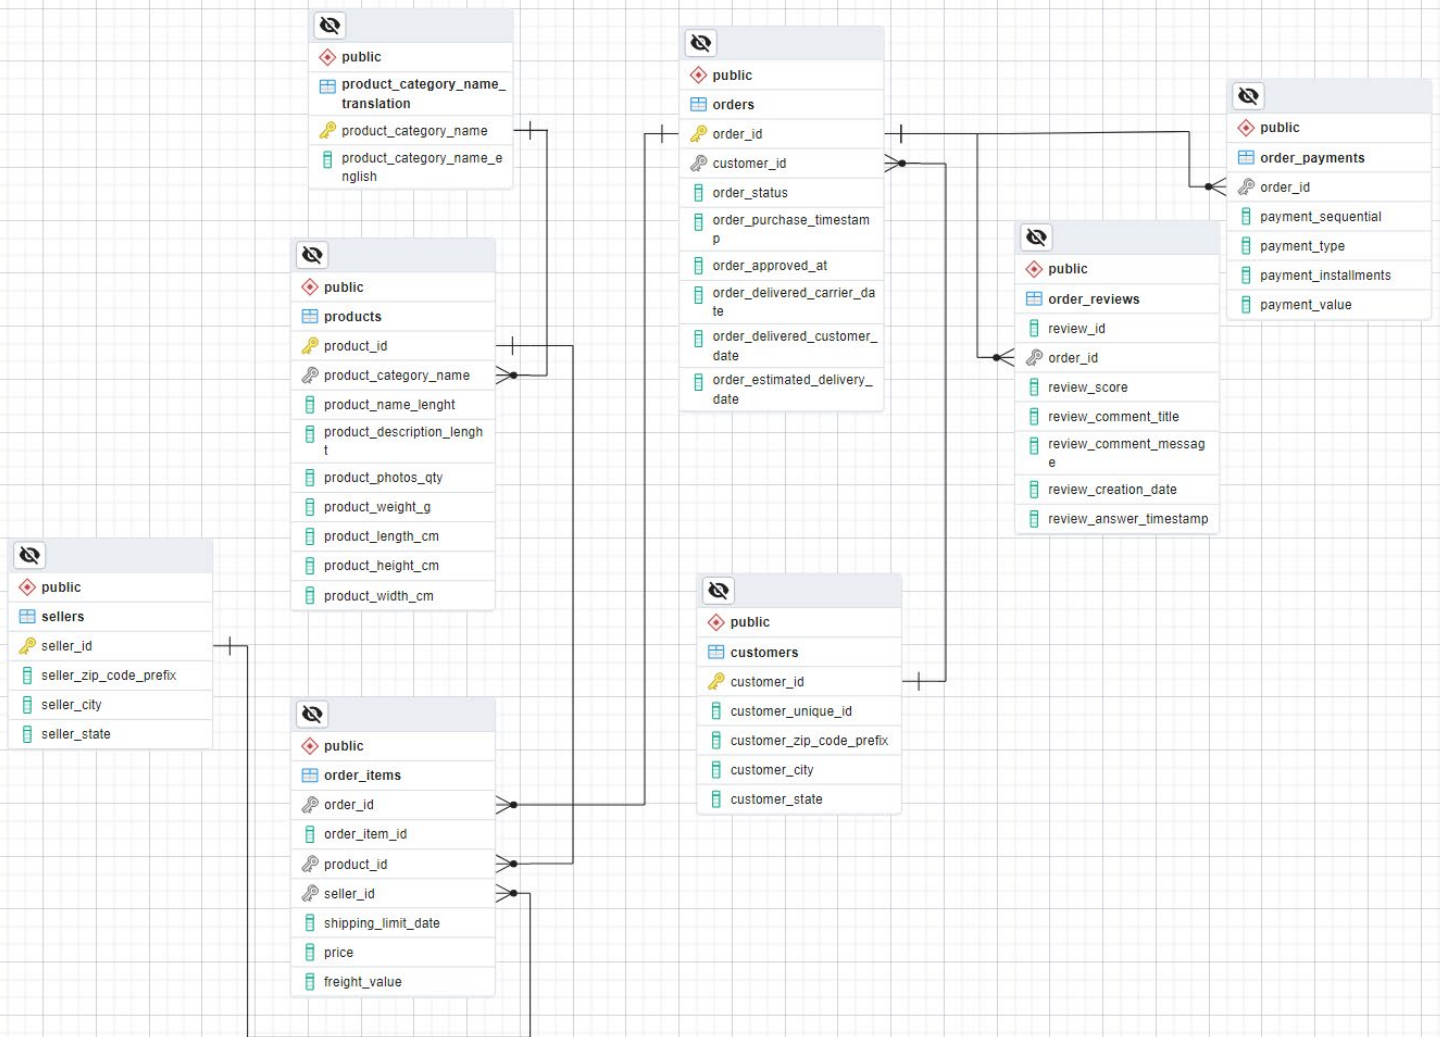 public
product_category_name_
translation
product_category_name
product_category_name_e
nglish
public
products
product_id
product_category_name
product_name_lenght
product_description_lengh
t
product_photos_qty
product_weight_g
product_length_cm
product_height_cm
product_width_cm
public
sellers
seller_id
seller_zip_code_prefix
seller_city
seller_state
public
order_items
order_id
order_item_id
product_id
seller_id
shipping_limit_date
price
freight_value
public
orders
order_id
customer_id
order_status
order_purchase_timestam
p
order_approved_at
order_delivered_carrier_da
te
order_delivered_customer_
date
order_estimated_delivery_
date
public
customers
customer_id
customer_unique_id
customer_zip_code_prefix
customer_city
customer_state
public
order_reviews
review_id
order_id
review_score
review_comment_title
review_comment_messag
e
review_creation_date
review_answer_timestamp
public
order_payments
order_id
payment_sequential
payment_type
payment_installments
payment_value